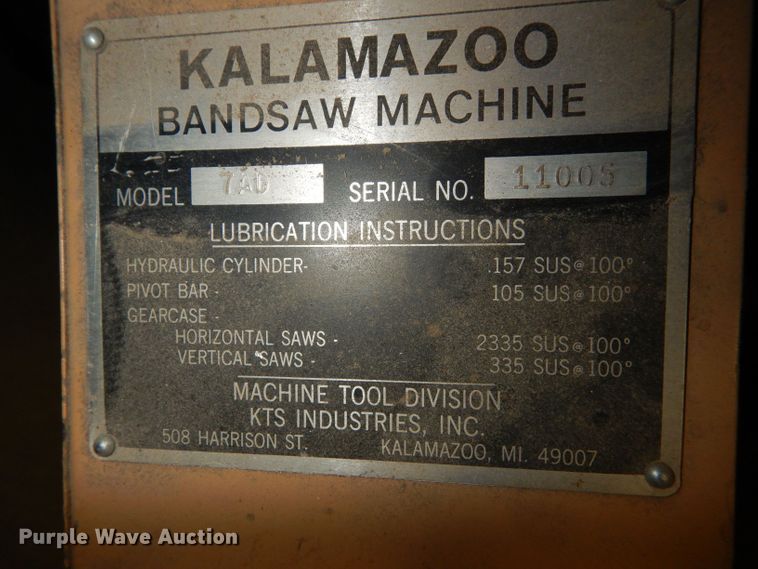 KALAMAZOO
BANDSAW MACHINE
MODEL 7AD SERIAL NO. 11005
LUBRICATION INSTRUCTIONS
HYDRAULIC CYLINDER- .157 SUS@100°
PIVOT BAR - 105 SUS@100°
GEARCASE -
HORIZONTAL SAWS - 2335 SUS@100°
VERTICAL SAWS - 335 SUS@100°
MACHINE TOOL DIVISION
KTS INDUSTRIES, INC.
508 HARRISON ST. KALAMAZOO, MI. 49007
Purple Wave Auction